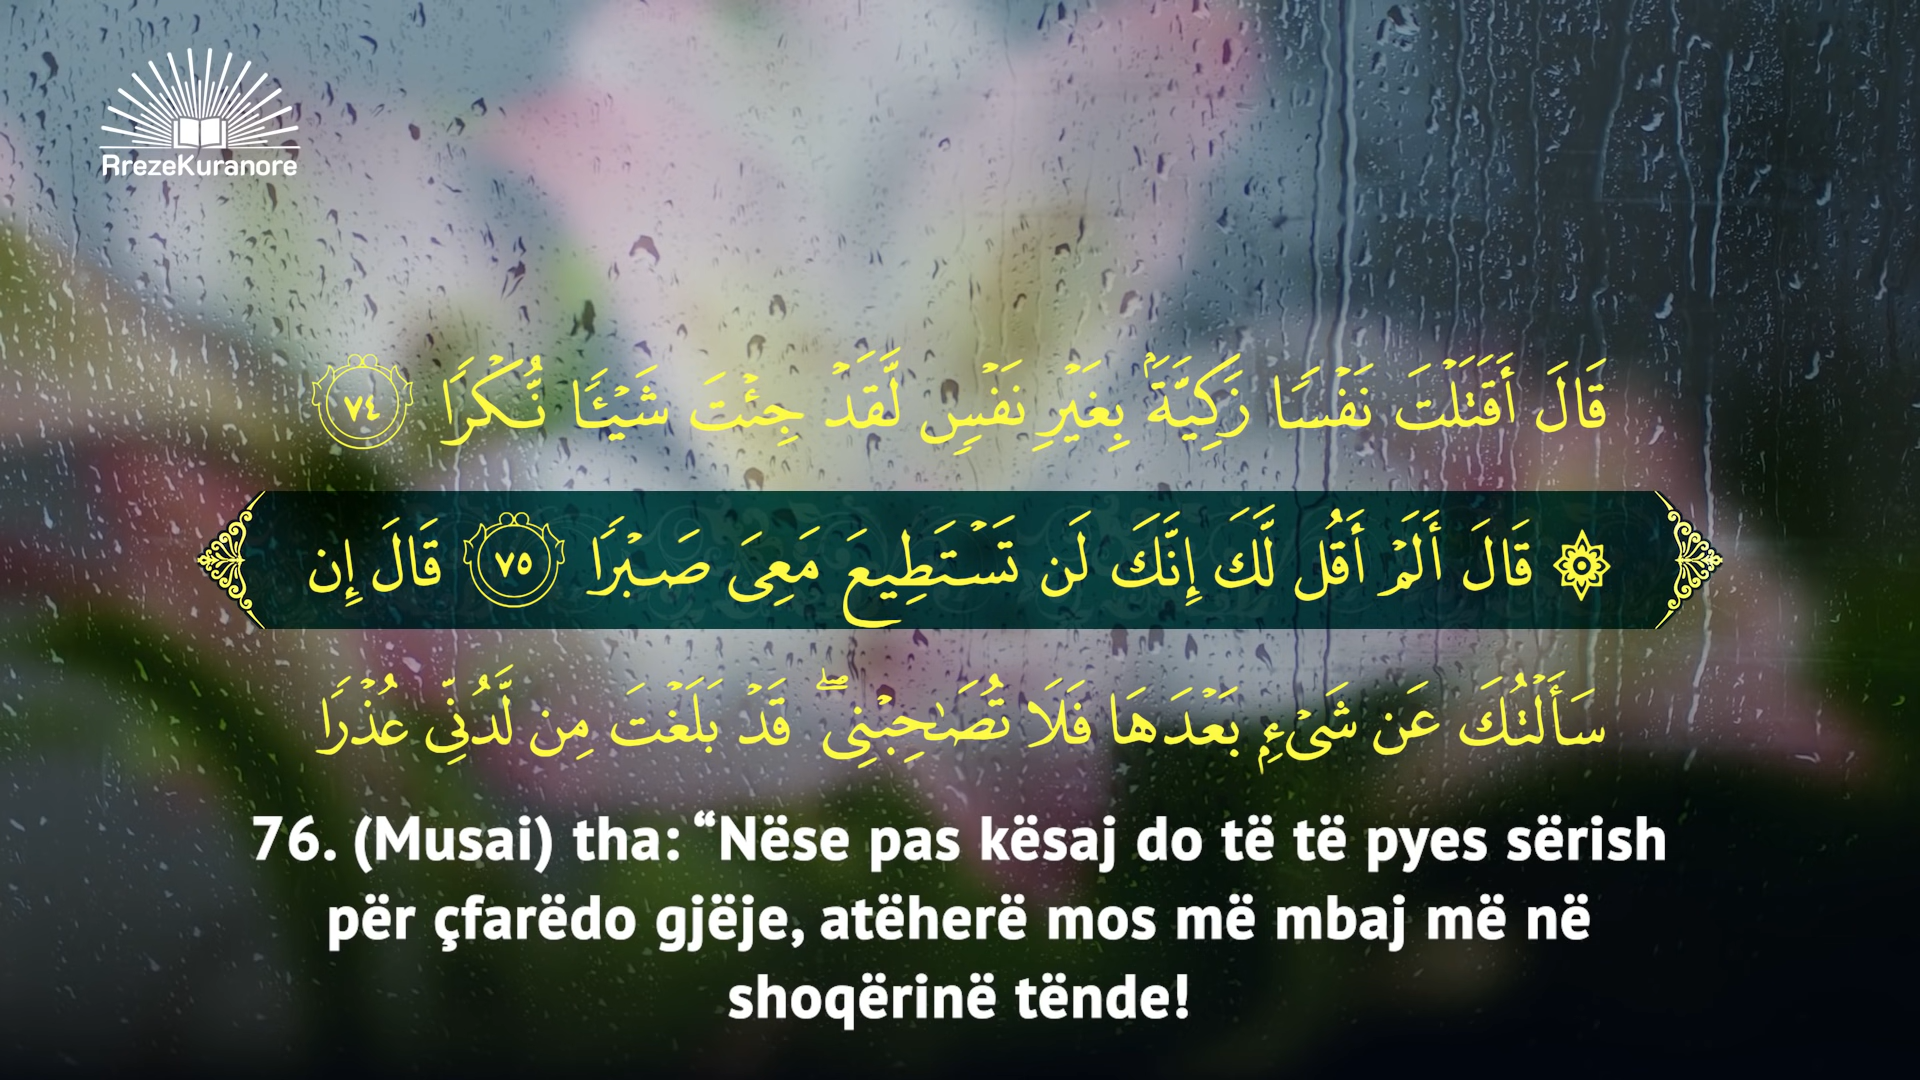 RrezeKuranore
قَالَ أَقَتَلۡتَ نَفۡسٗا زَكِيَّةَۢ بِغَيۡرِ نَفۡسٖ لَّقَدۡ جِئۡتَ شَيۡـٔٗا نُّكۡرٗا ٧٤
۞ قَالَ أَلَمۡ أَقُل لَّكَ إِنَّكَ لَن تَسۡتَطِيعَ مَعِيَ صَبۡرٗا ٧٥ قَالَ إِن
سَأَلۡتُكَ عَن شَيۡءِۭ بَعۡدَهَا فَلَا تُصَٰحِبۡنِيۖ قَدۡ بَلَغۡتَ مِن لَّدُنِّي عُذۡرٗا
76. (Musai) tha: “Nëse pas kësaj do të të pyes sërish
për çfarëdo gjëje, atëherë mos më mbaj më në
shoqërinë tënde!